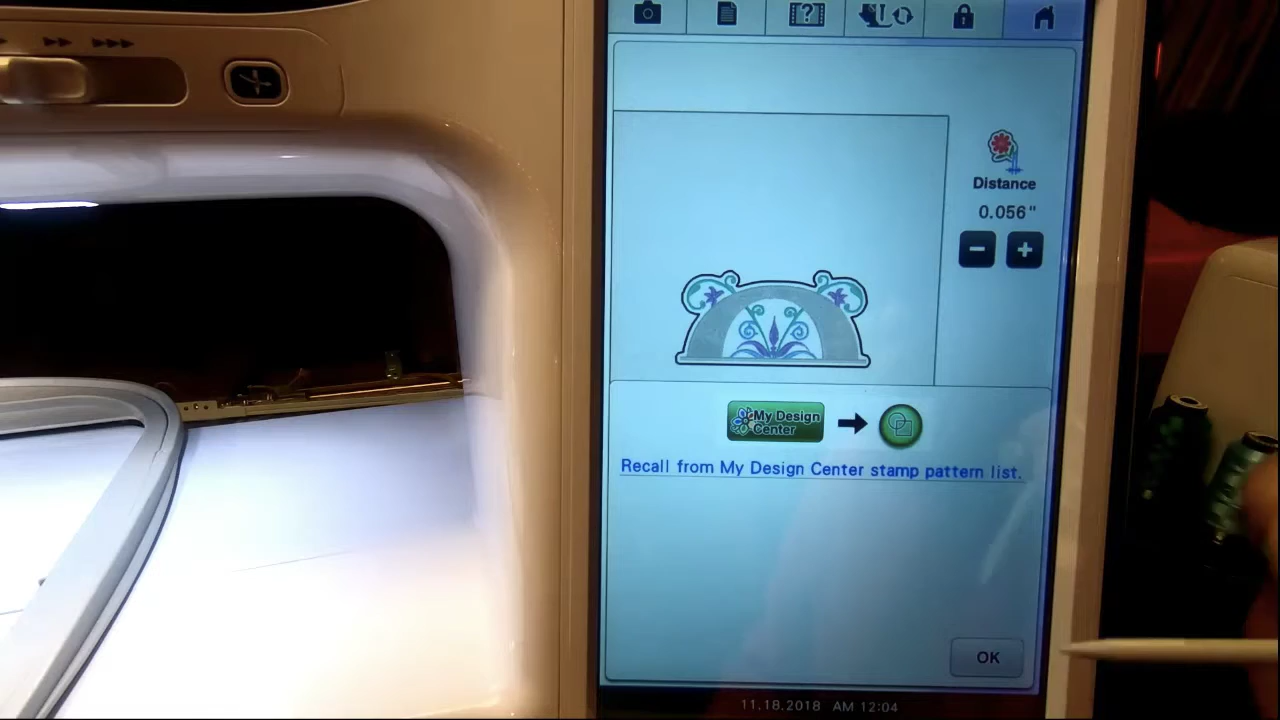 Distance
0.056"
My Design
Center
Recall from My Design Center stamp pattern list.
OK
11.18.2018 AM 12:04